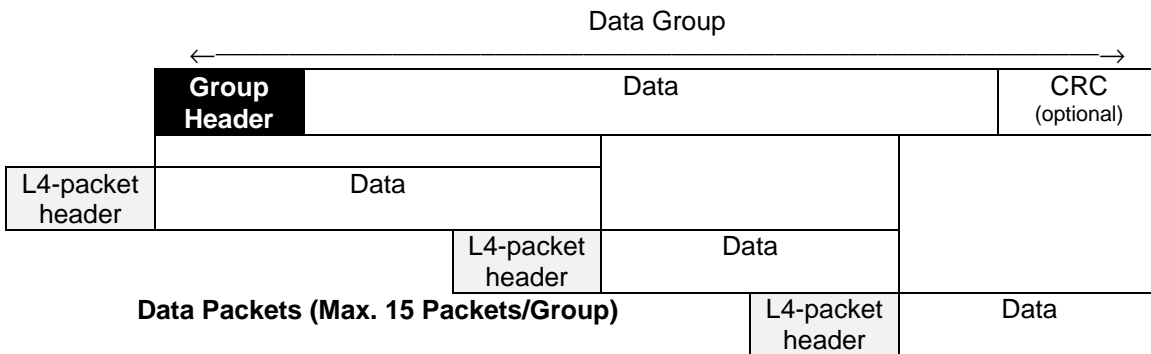 Data Group
Group Data CRC
Header (optional)
L4-packet Data
header
L4-packet Data
header
Data Packets (Max. 15 Packets/Group) L4-packet Data
header